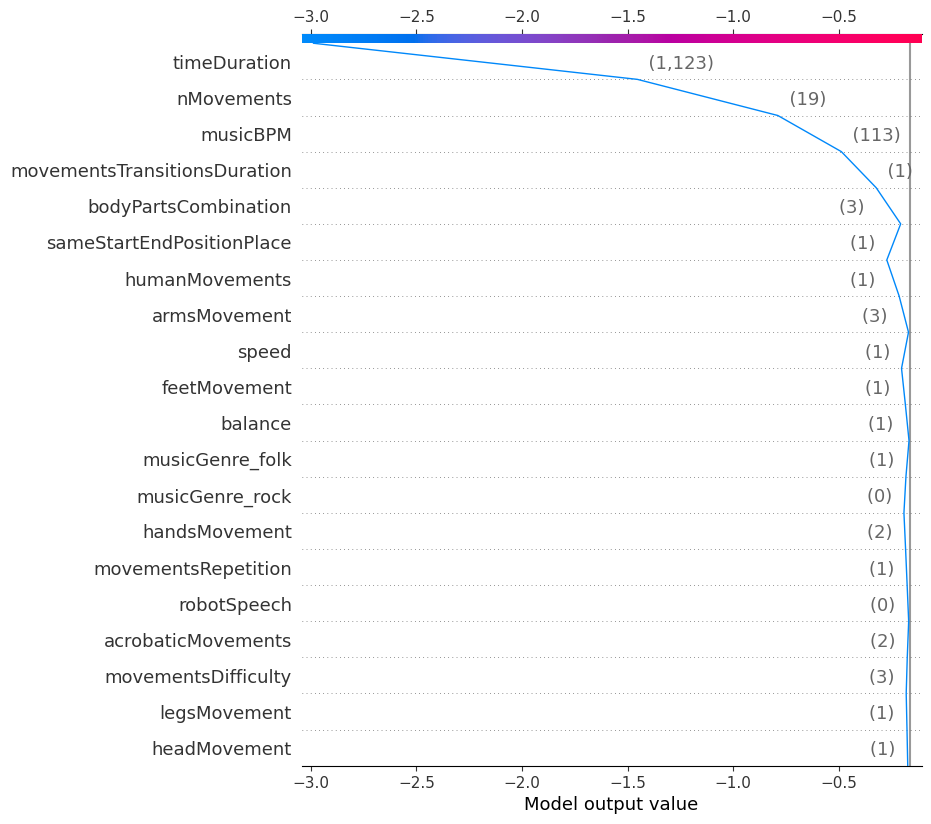 −3.0 −2.5 −2.0 −1.5 −1.0 −0.5
timeDuration (1,123)
nMovements (19)
musicBPM (113)
movementsTransitionsDuration (1)
bodyPartsCombination (3)
sameStartEndPositionPlace (1)
humanMovements (1)
armsMovement (3)
speed (1)
feetMovement (1)
balance (1)
musicGenre_folk (1)
musicGenre_rock (0)
handsMovement (2)
movementsRepetition (1)
robotSpeech (0)
acrobaticMovements (2)
movementsDifficulty (3)
legsMovement (1)
headMovement (1)
−3.0 −2.5 −2.0 −1.5 −1.0 −0.5
Model output value